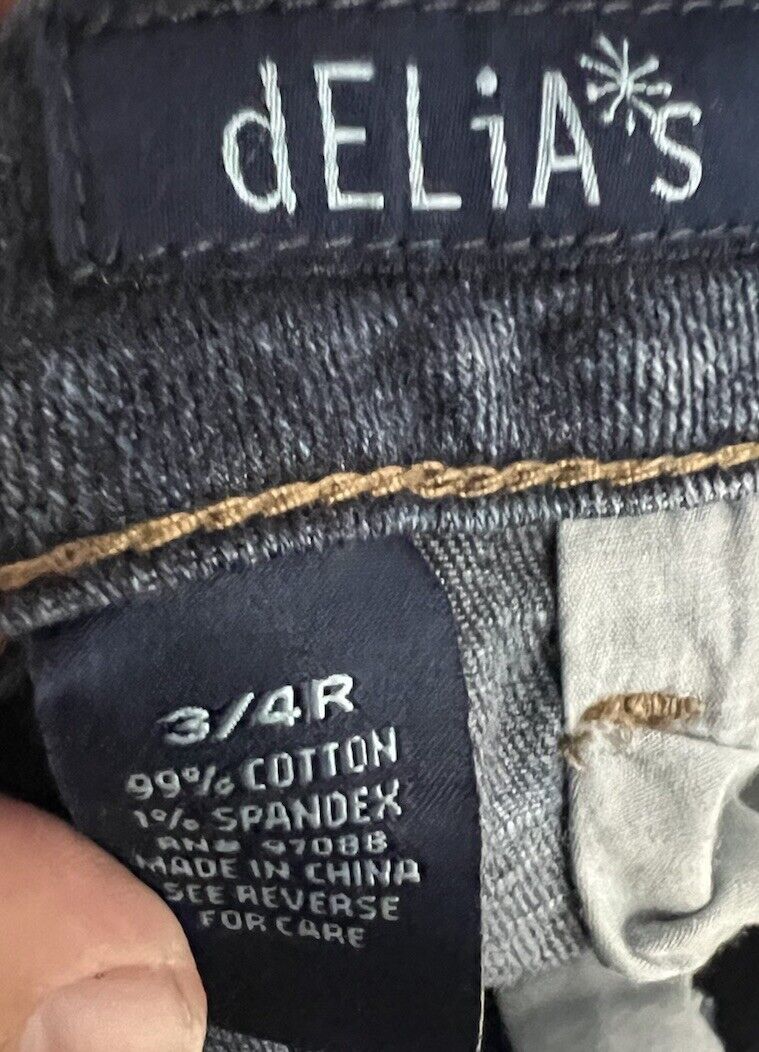 dELiA*s
3/4R
99% COTTON
1% SPANDEX
RN# 97088
MADE IN CHINA
SEE REVERSE
FOR CARE